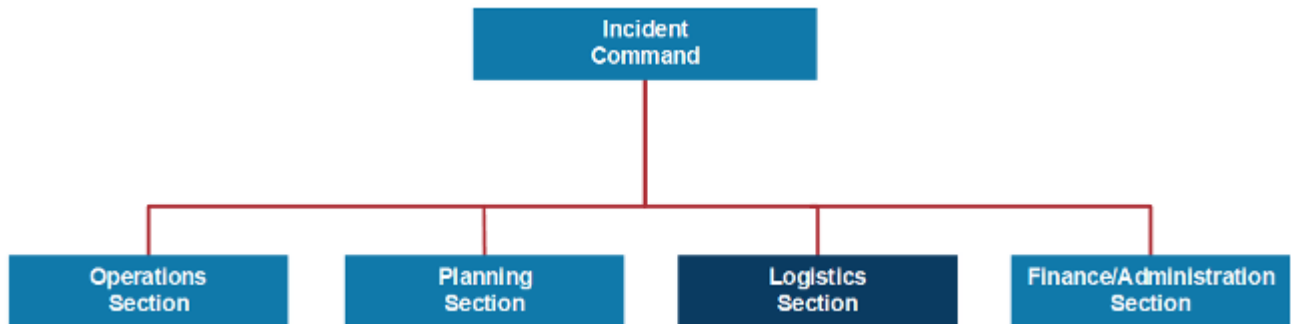 Incident
Command
Operations
Section
Planning
Section
Logistics
Section
Finance/Administration
Section